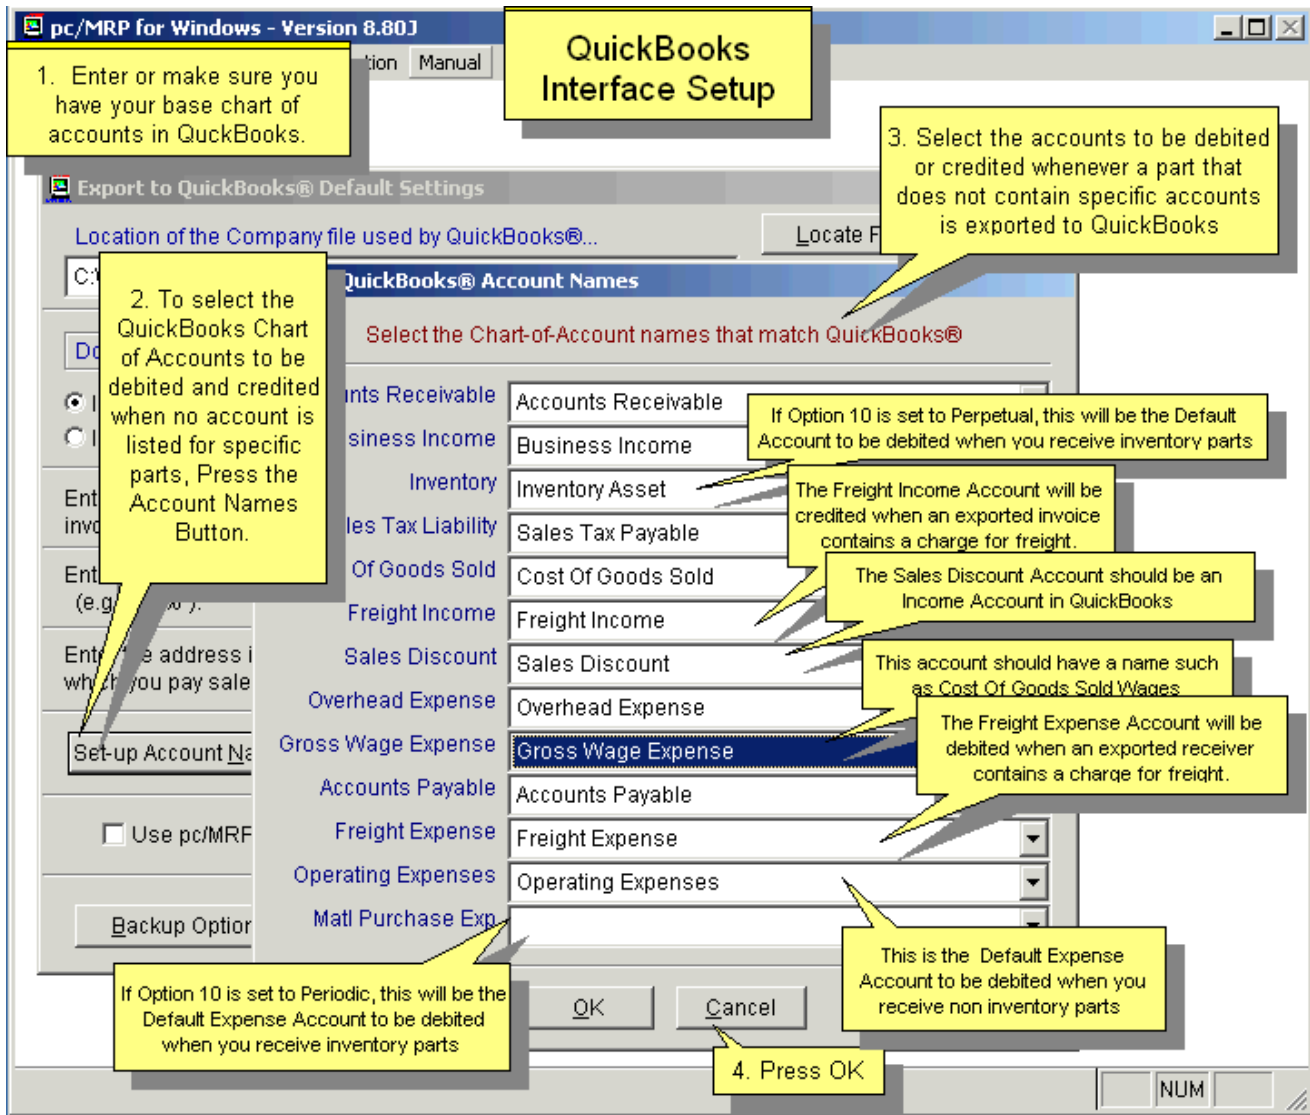 pc/MRP for Windows - Version 8.80J
QuickBooks
Interface Setup
tion Manual
1. Enter or make sure you
have your base chart of
accounts in QuckBooks.
3. Select the accounts to be debited
or credited whenever a part that
does not contain specific accounts
is exported to QuickBooks
Export to QuickBooks® Default Settings
Location of the Company file used by QuickBooks®...
Locate F
C:\
2. To select the
QuickBooks Chart
of Accounts to be
debited and credited
when no account is
listed for specific
parts, Press the
Account Names
Button.
QuickBooks® Account Names
Select the Chart-of-Account names that match QuickBooks®
Do
I
I
Ent
invo
Ent
(e.g
Ente e address i
which you pay sale
Set-up Account Na
Use pc/MRF
Backup Option
nts Receivable Accounts Receivable
siness Income Business Income
Inventory Inventory Asset
les Tax Liability Sales Tax Payable
Of Goods Sold Cost Of Goods Sold
Freight Income Freight Income
Sales Discount Sales Discount
Overhead Expense Overhead Expense
Gross Wage Expense Gross Wage Expense
Accounts Payable Accounts Payable
Freight Expense Freight Expense
Operating Expenses Operating Expenses
Matl Purchase Exp
If Option 10 is set to Perpetual, this will be the Default
Account to be debited when you receive inventory parts
The Freight Income Account will be
credited when an exported invoice
contains a charge for freight.
The Sales Discount Account should be an
Income Account in QuickBooks
This account should have a name such
as Cost Of Goods Sold Wages
The Freight Expense Account will be
debited when an exported receiver
contains a charge for freight.
This is the Default Expense
Account to be debited when you
receive non inventory parts
If Option 10 is set to Periodic, this will be the
Default Expense Account to be debited
when you receive inventory parts
OK
Cancel
4. Press OK
NUM